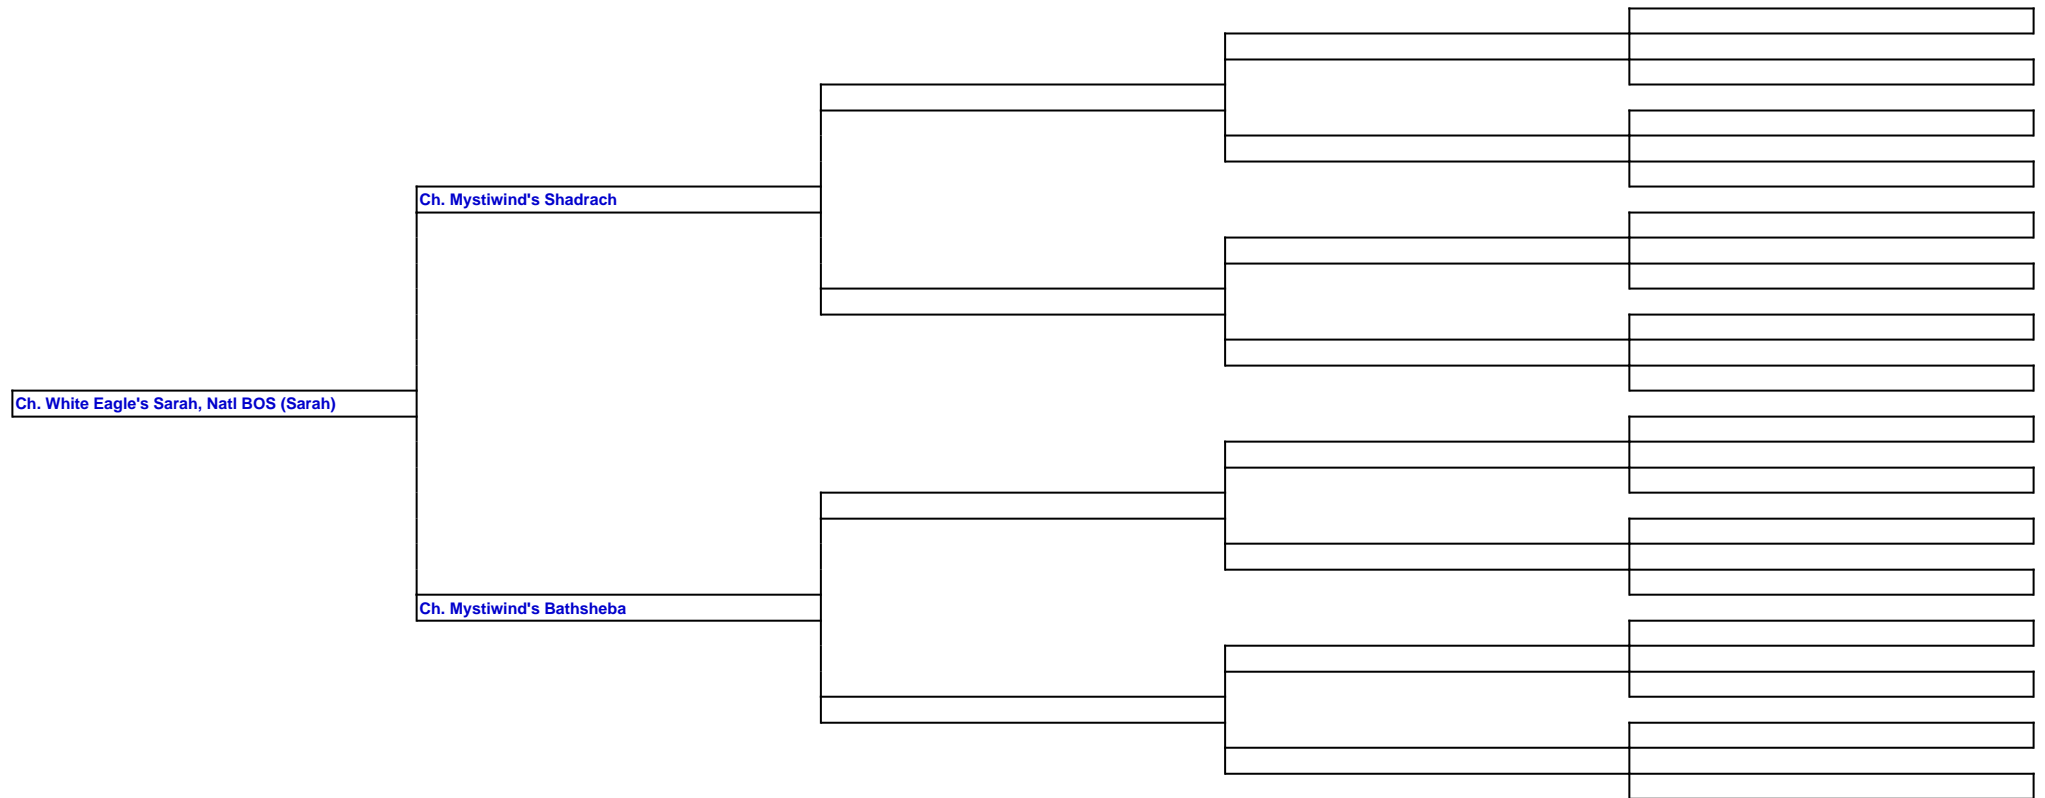 Ch. Mystiwind's Shadrach
Ch. White Eagle's Sarah, Natl BOS (Sarah)
Ch. Mystiwind's Bathsheba